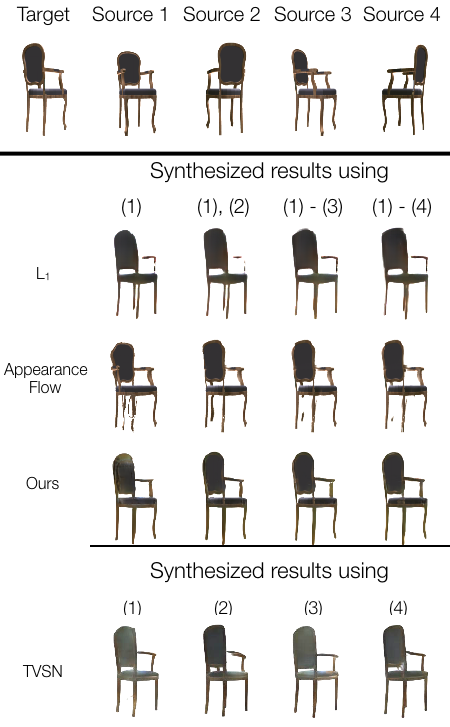 Target Source 1 Source 2 Source 3 Source 4
Synthesized results using
(1) (1), (2) (1) - (3) (1) - (4)
L₁
Appearance
Flow
Ours
Synthesized results using
(1) (2) (3) (4)
TVSN